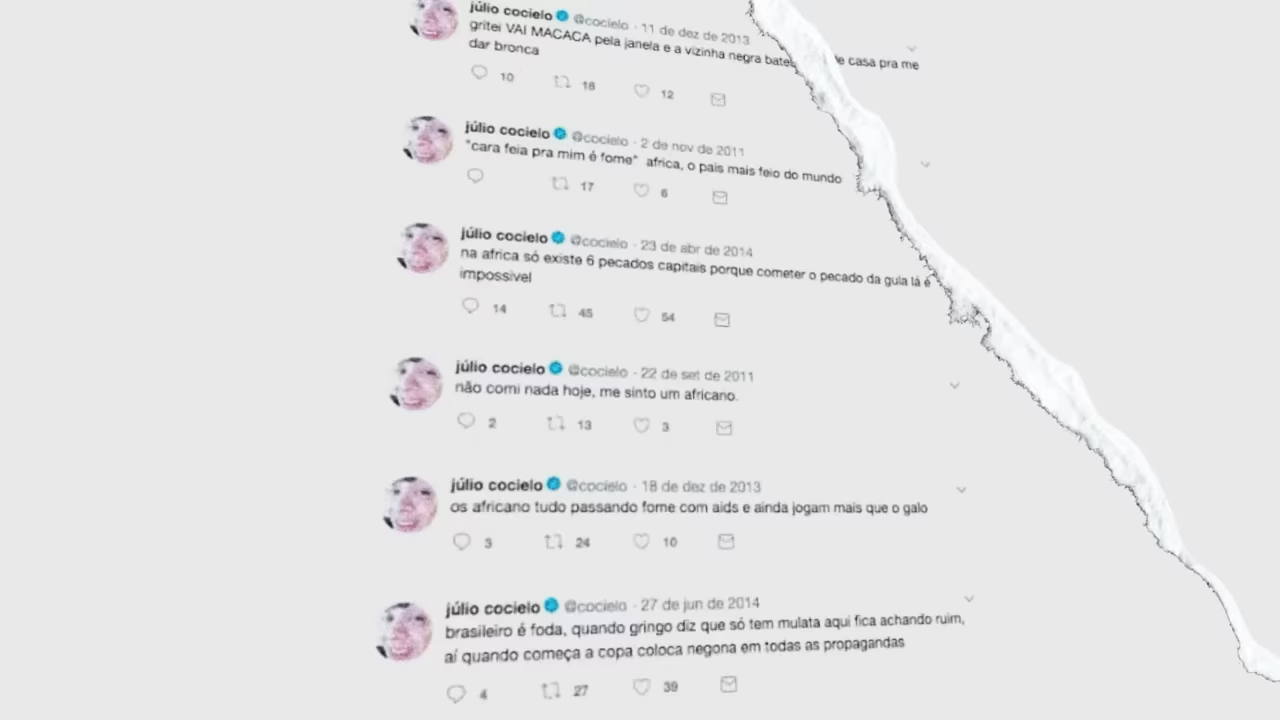 júlio cocielo @cocielo · 11 de dez de 2013
gritei VAI MACACA pela janela e a vizinha negra casa pra me
dar bronca
10 18 12
júlio cocielo @cocielo · 2 de nov de 2011
"cara feia pra mim é fome" africa, o pais mais feio do mundo
17 6
júlio cocielo @cocielo · 23 de abr de 2014
na africa só existe 6 pecados capitais porque cometer o pecado da gula lá é
impossivel
14 45 54
júlio cocielo @cocielo · 22 de set de 2011
não comi nada hoje, me sinto um africano.
2 13 3
júlio cocielo @cocielo · 18 de dez de 2013
os africano tudo passando fome com aids e ainda jogam mais que o galo
3 24 10
júlio cocielo @cocielo · 27 de jun de 2014
brasileiro é foda, quando gringo diz que só tem mulata aqui fica achando ruim,
aí quando começa a copa coloca negona em todas as propagandas
4 27 39